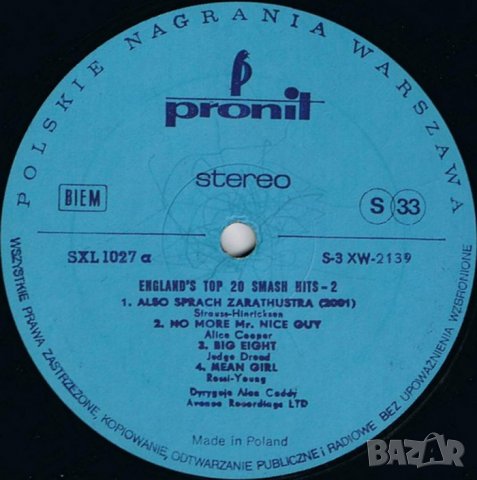 POLSKIE NAGRANIA WARSZAWA
pronit
stereo
BIEM
S 33
SXL 1027 a
S-3 XW-2139
ENGLAND'S TOP 20 SMASH HITS - 2
1. ALSO SPRACH ZARATHUSTRA (2001)
Strauss-Hinricksen
2. NO MORE Mr. NICE GUY
Alice Cooper
3. BIG EIGHT
Judge Dread
4. MEAN GIRL
Rossi-Young
Dyryguje Alan Caddy
Avenue Recordings LTD
Made in Poland
WSZYSTKIE PRAWA ZASTRZEŻONE, KOPIOWANIE, ODTWARZANIE PUBLICZNE i RADIOWE BEZ UPOWAŻNIENIA WZBRONIONE
BAZAR